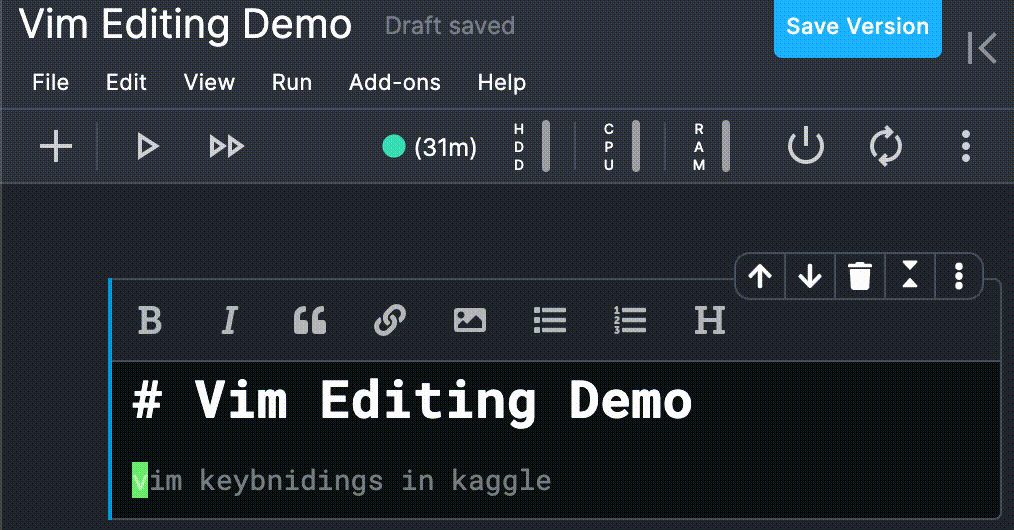 Vim Editing Demo Draft saved Save Version
File Edit View Run Add-ons Help
(31m) HDD CPU RAM
B I H
# Vim Editing Demo
vim keybnidings in kaggle